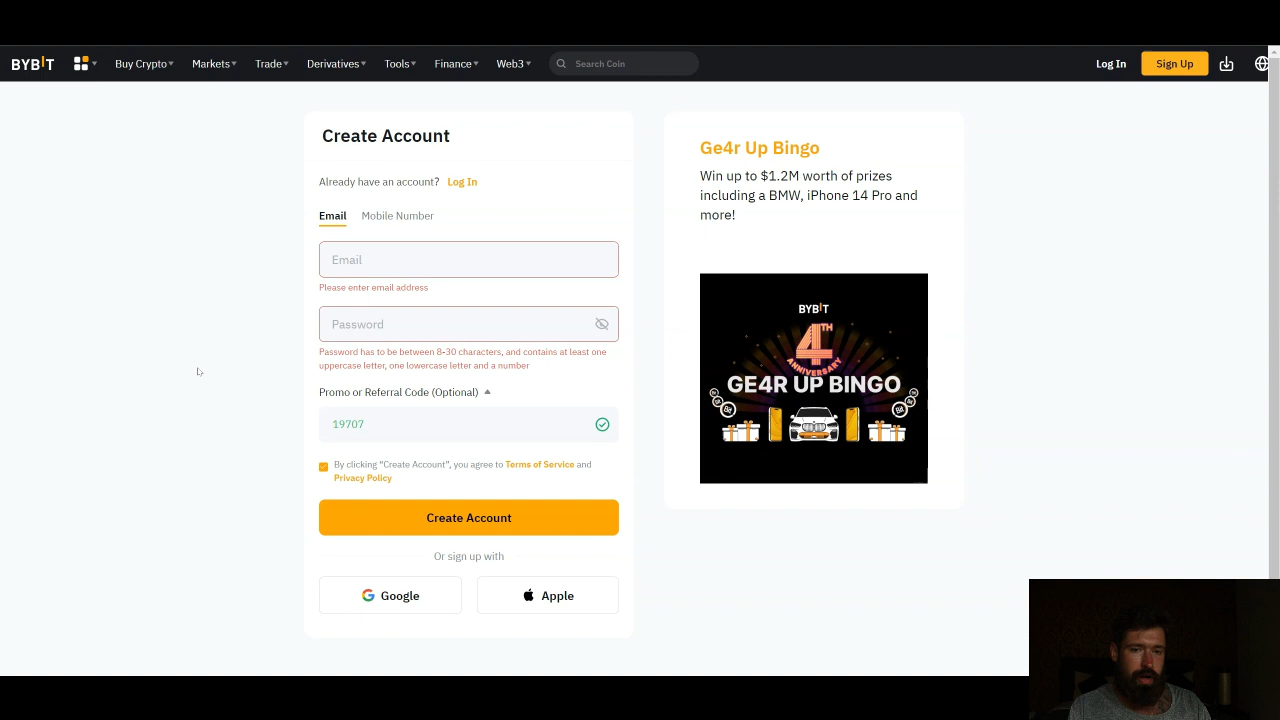 BYBIT
Buy Crypto
Markets
Trade
Derivatives
Tools
Finance
Web3
Search Coin
Log In
Sign Up
Create Account
Already have an account? Log In
Email
Mobile Number
Email
Please enter email address
Password
Password has to be between 8-30 characters, and contains at least one
uppercase letter, one lowercase letter and a number
Promo or Referral Code (Optional)
19707
By clicking “Create Account”, you agree to Terms of Service and
Privacy Policy
Create Account
Or sign up with
Google
Apple
Ge4r Up Bingo
Win up to $1.2M worth of prizes
including a BMW, iPhone 14 Pro and
more!
BYBIT
4TH
ANNIVERSARY
GE4R UP BINGO